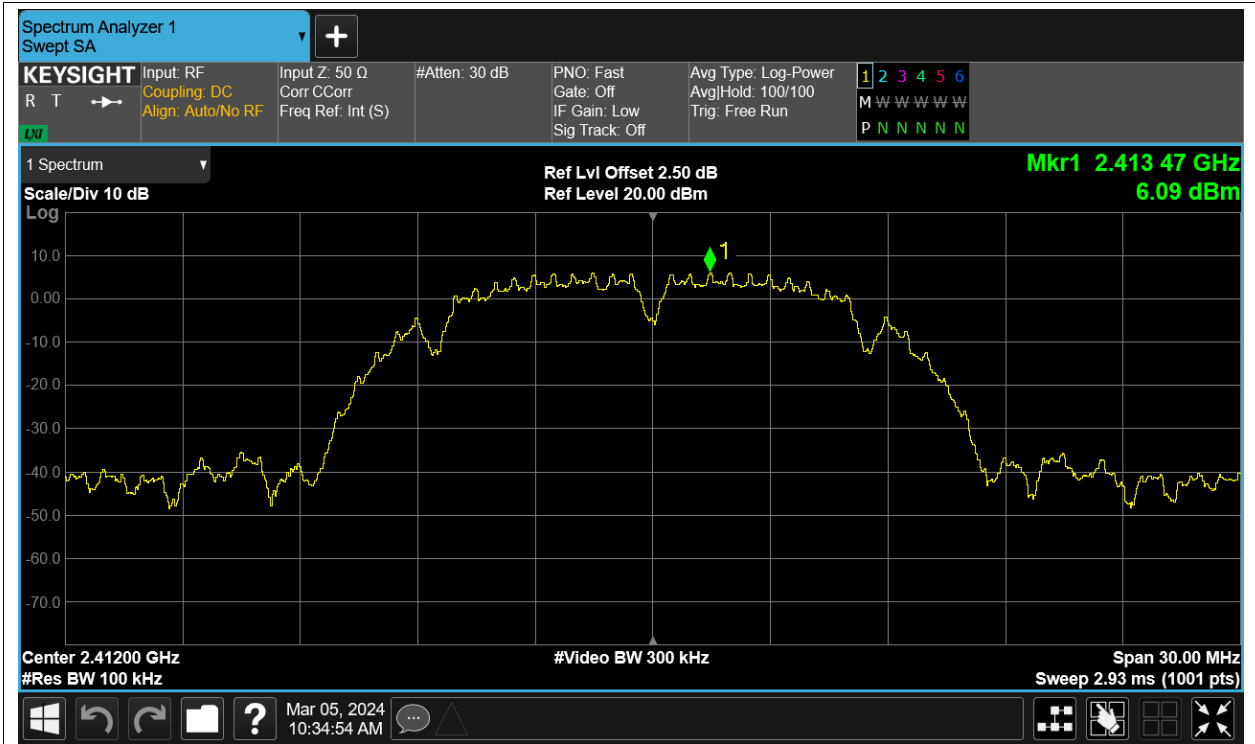 Spectrum Analyzer 1
Swept SA
KEYSIGHT
R T
LXI
Input: RF
Coupling: DC
Align: Auto/No RF
Input Z: 50 Ω
Corr CCorr
Freq Ref: Int (S)
#Atten: 30 dB
PNO: Fast
Gate: Off
IF Gain: Low
Sig Track: Off
Avg Type: Log-Power
Avg|Hold: 100/100
Trig: Free Run
1 2 3 4 5 6
M W W W W W
P N N N N N
1 Spectrum
Scale/Div 10 dB
Log
Ref Lvl Offset 2.50 dB
Ref Level 20.00 dBm
Mkr1 2.413 47 GHz
6.09 dBm
1
10.0
0.00
-10.0
-20.0
-30.0
-40.0
-50.0
-60.0
-70.0
Center 2.41200 GHz
#Res BW 100 kHz
#Video BW 300 kHz
Span 30.00 MHz
Sweep 2.93 ms (1001 pts)
?
Mar 05, 2024
10:34:54 AM